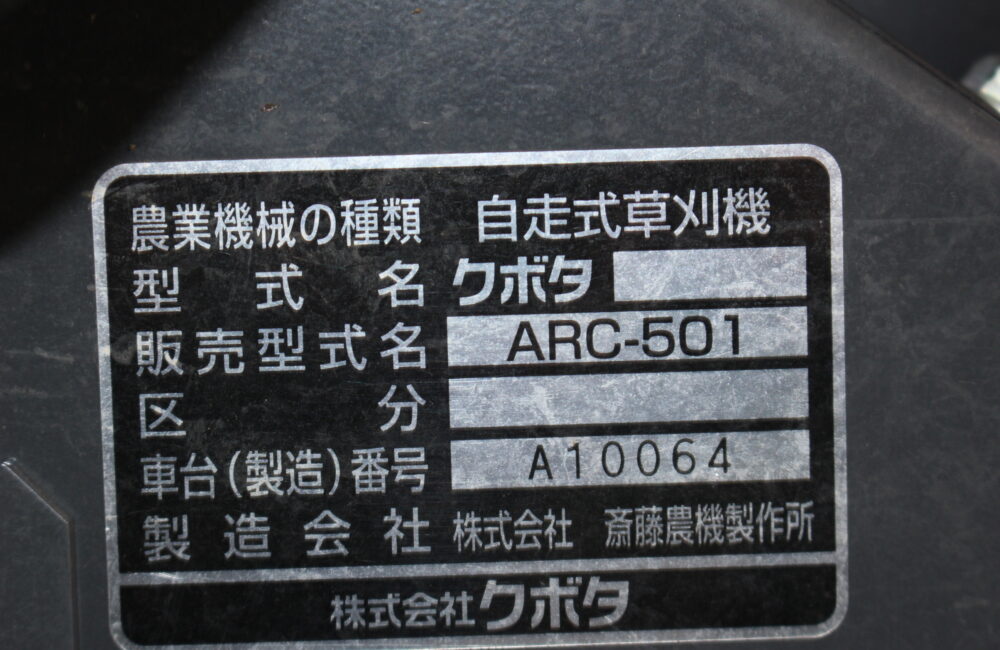 農業機械の種類 自走式草刈機
型式名 クボタ
販売型式名 ARC-501
区分
車台(製造)番号 A10064
製造会社 株式会社 斎藤農機製作所
株式会社クボタ